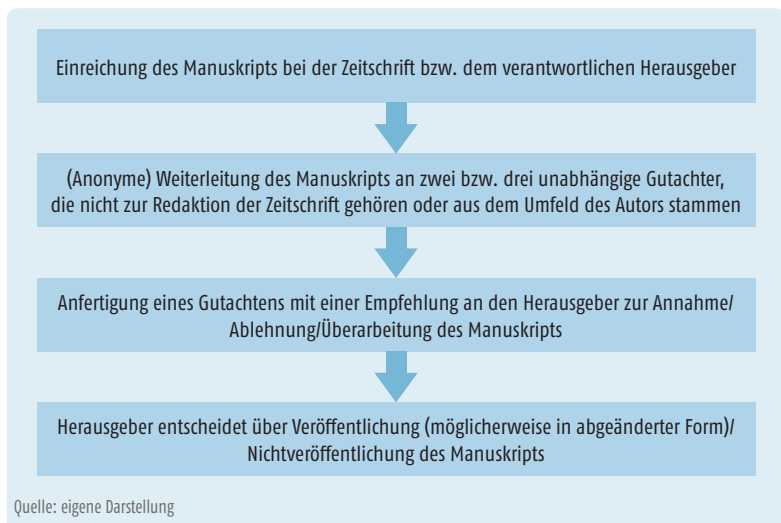 Einreichung des Manuskripts bei der Zeitschrift bzw. dem verantwortlichen Herausgeber
(Anonyme) Weiterleitung des Manuskripts an zwei bzw. drei unabhängige Gutachter,
die nicht zur Redaktion der Zeitschrift gehören oder aus dem Umfeld des Autors stammen
Anfertigung eines Gutachtens mit einer Empfehlung an den Herausgeber zur Annahme/
Ablehnung/Überarbeitung des Manuskripts
Herausgeber entscheidet über Veröffentlichung (möglicherweise in abgeänderter Form)/
Nichtveröffentlichung des Manuskripts
Quelle: eigene Darstellung